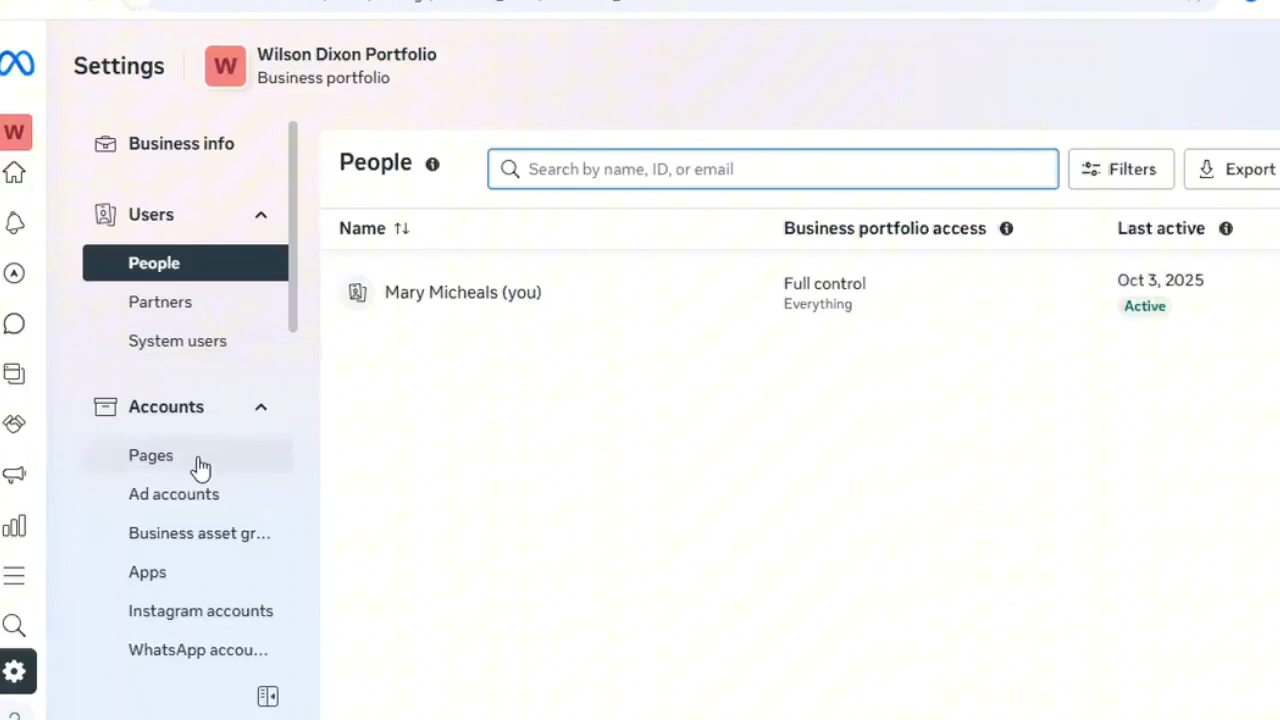 Settings
W
Wilson Dixon Portfolio
Business portfolio
W
Business info
Users
People
Partners
System users
Accounts
Pages
Ad accounts
Business asset gr...
Apps
Instagram accounts
WhatsApp accou...
People
Search by name, ID, or email
Filters
Export
Name
Business portfolio access
Last active
Mary Micheals (you)
Full control
Everything
Oct 3, 2025
Active